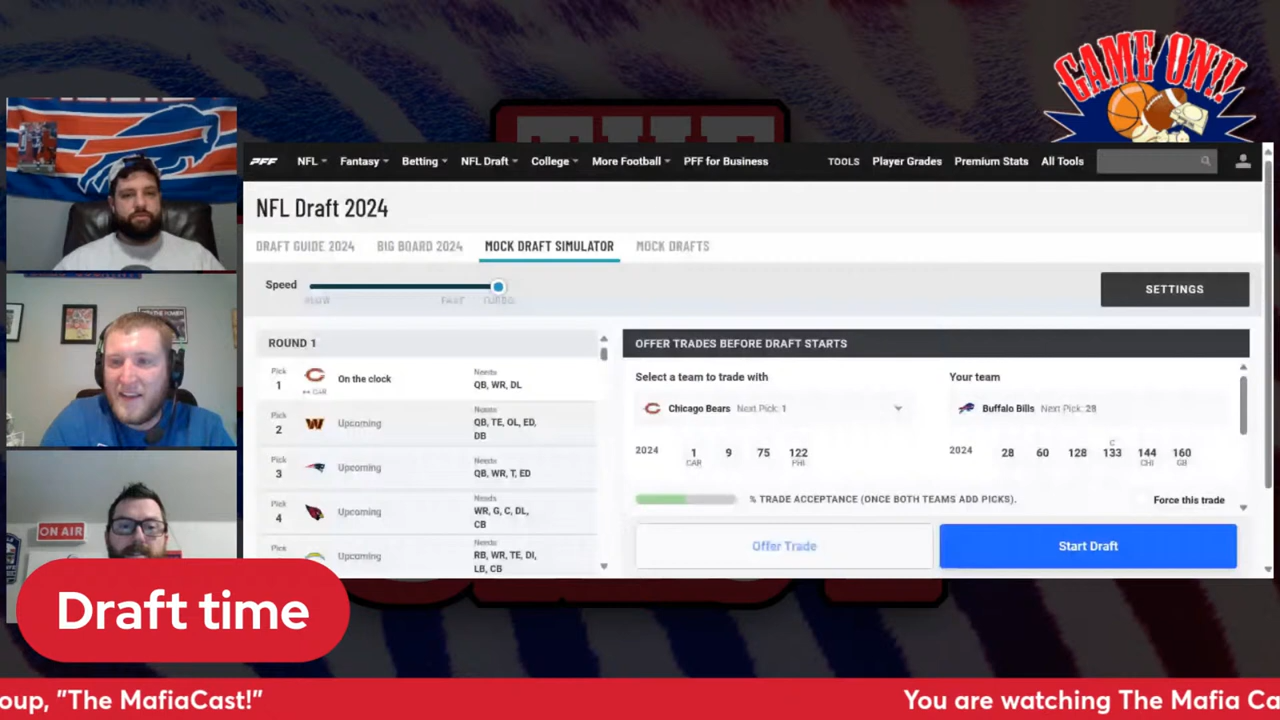 GAME ON!!
PFF NFL Fantasy Betting NFL Draft College More Football PFF for Business TOOLS Player Grades Premium Stats All Tools
NFL Draft 2024
DRAFT GUIDE 2024 BIG BOARD 2024 MOCK DRAFT SIMULATOR MOCK DRAFTS
Speed
SLOW FAST TURBO
SETTINGS
ROUND 1
Pick
1
CAR
On the clock
Needs
QB, WR, DL
Pick
2
Upcoming
Needs
QB, TE, OL, ED,
DB
Pick
3
Upcoming
Needs
QB, WR, T, ED
Pick
4
Upcoming
Needs
WR, G, C, DL,
CB
Pick
Upcoming
Needs
RB, WR, TE, DI,
LB, CB
OFFER TRADES BEFORE DRAFT STARTS
Select a team to trade with
Chicago Bears Next Pick: 1
2024 1 9 75 122
CAR PHI
Your team
Buffalo Bills Next Pick: 28
C
2024 28 60 128 133 144 160
CHI GB
% TRADE ACCEPTANCE (ONCE BOTH TEAMS ADD PICKS).
Force this trade
Offer Trade
Start Draft
ON AIR
Draft time
oup, "The MafiaCast!"
You are watching The Mafia Ca